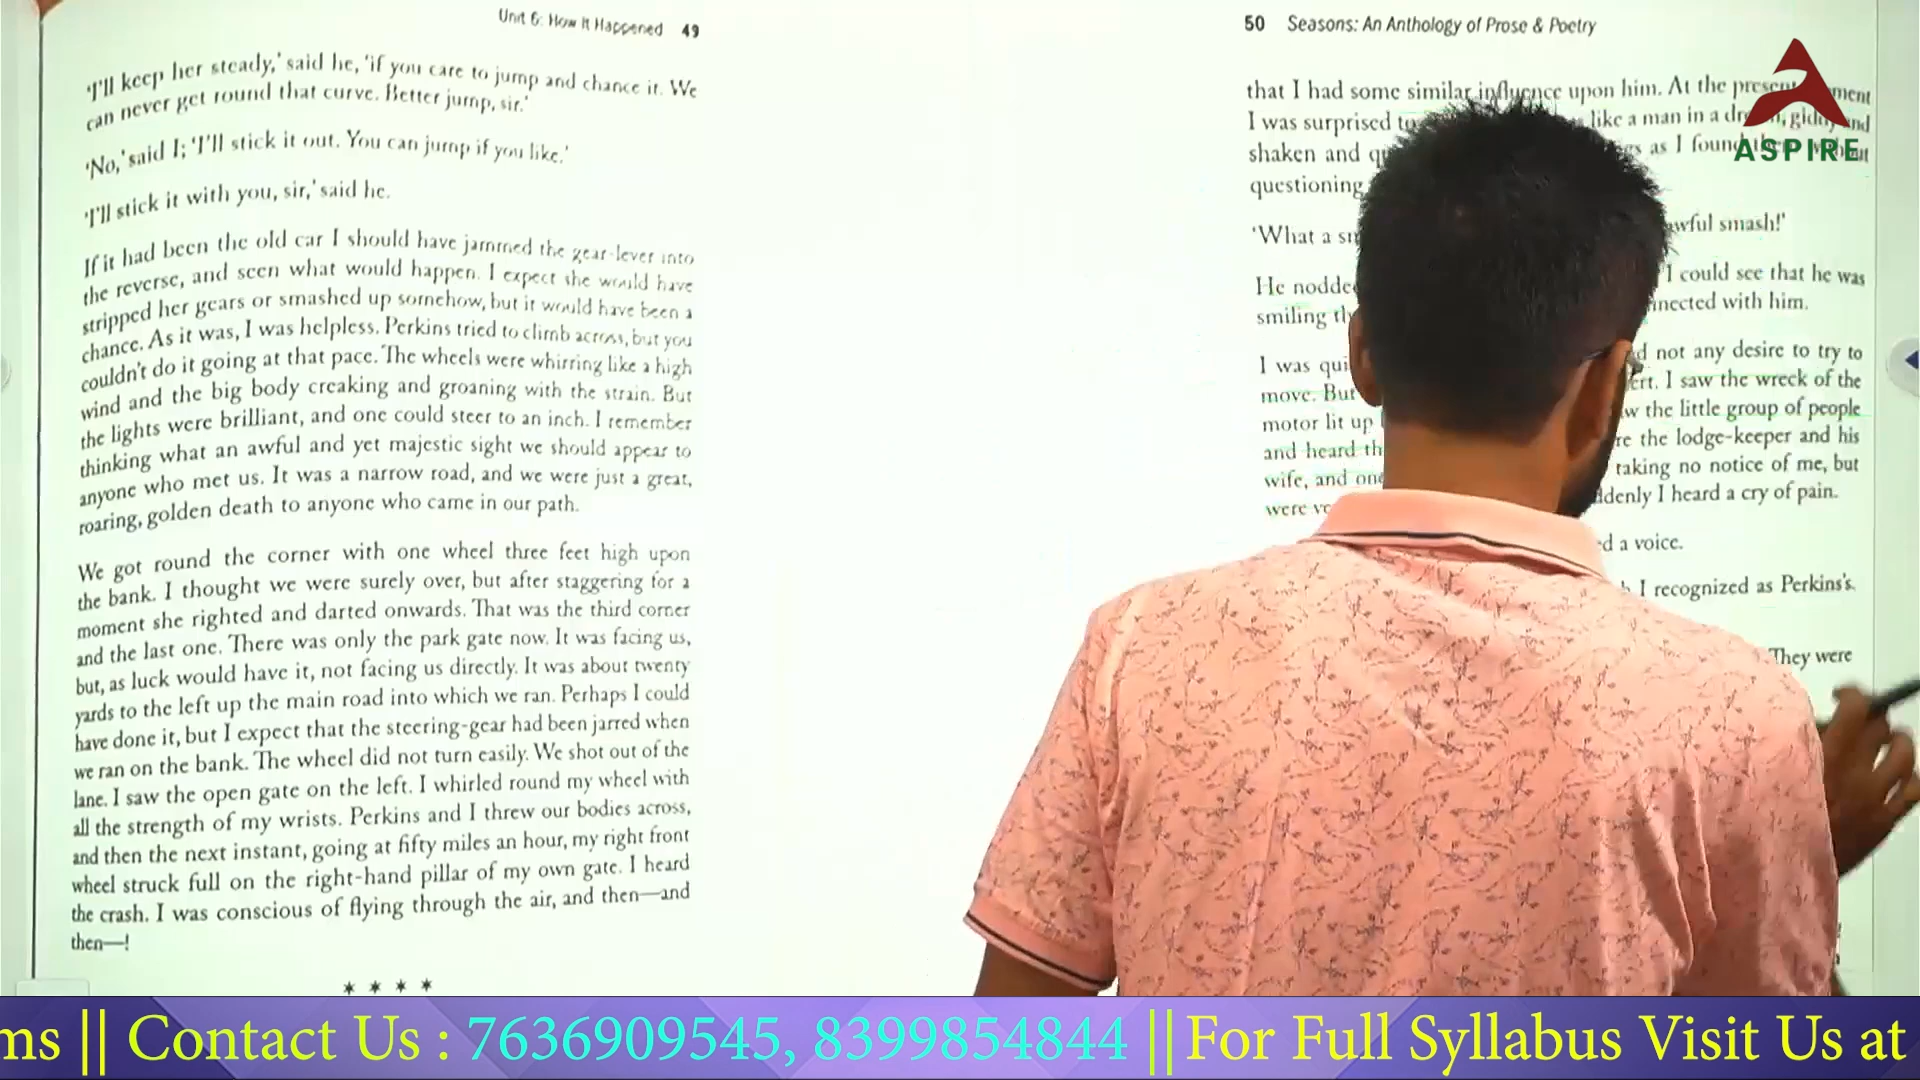 Unit 6: How It Happened 49
'I'll keep her steady,' said he, 'if you care to jump and chance it. We
can never get round that curve. Better jump, sir.'
'No,' said I; 'I'll stick it out. You can jump if you like.'
'I'll stick it with you, sir,' said he.
If it had been the old car I should have jammed the gear-lever into
the reverse, and seen what would happen. I expect she would have
stripped her gears or smashed up somehow, but it would have been a
chance. As it was, I was helpless. Perkins tried to climb across, but you
couldn't do it going at that pace. The wheels were whirring like a high
wind and the big body creaking and groaning with the strain. But
the lights were brilliant, and one could steer to an inch. I remember
thinking what an awful and yet majestic sight we should appear to
anyone who met us. It was a narrow road, and we were just a great,
roaring, golden death to anyone who came in our path.
We got round the corner with one wheel three feet high upon
the bank. I thought we were surely over, but after staggering for a
moment she righted and darted onwards. That was the third corner
and the last one. There was only the park gate now. It was facing us,
but, as luck would have it, not facing us directly. It was about twenty
yards to the left up the main road into which we ran. Perhaps I could
have done it, but I expect that the steering-gear had been jarred when
we ran on the bank. The wheel did not turn easily. We shot out of the
lane. I saw the open gate on the left. I whirled round my wheel with
all the strength of my wrists. Perkins and I threw our bodies across,
and then the next instant, going at fifty miles an hour, my right front
wheel struck full on the right-hand pillar of my own gate. I heard
the crash. I was conscious of flying through the air, and then—and
then—!
* * * *
50 Seasons: An Anthology of Prose & Poetry
that I had some similar influence upon him. At the present
I was surprised like a man in a and
shaken and as I found
questioning
'What a awful smash!'
I could see that he was
smiling with him.
I was not any desire to try to
move. But I saw the wreck of the
motor lit up the little group of people
and heard the lodge-keeper and his
wife, and taking no notice of me, but
were I heard a cry of pain.
a voice.
I recognized as Perkins's.
They were
ASPIRE
|| Contact Us : 7636909545, 8399854844 || For Full Syllabus Visit Us at